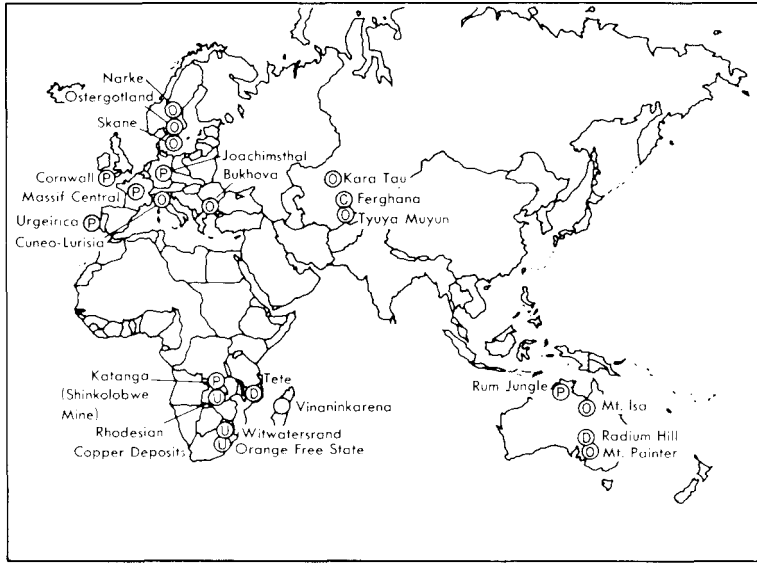 Narke
O
Ostergotland
O
Skane
O
Joachimsthal
P
Bukhova
O
Cornwall P
Massif Central P
O
Urgeirica P
Cuneo-Lurisia
O Kara Tau
C Ferghana
O Tyuya Muyun
Katanga P
(Shinkolobwe
Mine)
U
Tete
D
Vinaninkarena
Rhodesian
Copper Deposits
U Witwatersrand
U Orange Free State
Rum Jungle P
O Mt. Isa
D Radium Hill
O Mt. Painter